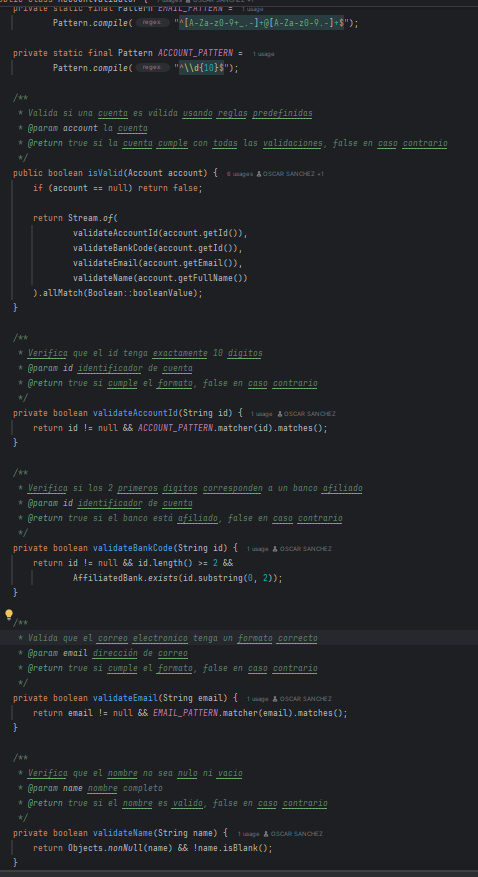 private static final Pattern EMAIL_PATTERN = 1 usage
Pattern.compile( regex: "^[A-Za-z0-9+_.-]+@[A-Za-z0-9.-]+$");
private static final Pattern ACCOUNT_PATTERN = 1 usage
Pattern.compile( regex: "^\\d{10}$");
/**
* Valida si una cuenta es válida usando reglas predefinidas
* @param account la cuenta
* @return true si la cuenta cumple con todas las validaciones, false en caso contrario
*/
public boolean isValid(Account account) { 6 usages OSCAR SANCHEZ +1
if (account == null) return false;
return Stream.of(
validateAccountId(account.getId()),
validateBankCode(account.getId()),
validateEmail(account.getEmail()),
validateName(account.getFullName())
).allMatch(Boolean::booleanValue);
}
/**
* Verifica que el id tenga exactamente 10 digitos
* @param id identificador de cuenta
* @return true si cumple el formato, false en caso contrario
*/
private boolean validateAccountId(String id) { 1 usage OSCAR SANCHEZ
return id != null && ACCOUNT_PATTERN.matcher(id).matches();
}
/**
* Verifica si los 2 primeros digitos corresponden a un banco afiliado
* @param id identificador de cuenta
* @return true si el banco está afiliado, false en caso contrario
*/
private boolean validateBankCode(String id) { 1 usage OSCAR SANCHEZ
return id != null && id.length() >= 2 &&
AffiliatedBank.exists(id.substring(0, 2));
}
/**
* Valida que el correo electronico tenga un formato correcto
* @param email dirección de correo
* @return true si cumple el formato, false en caso contrario
*/
private boolean validateEmail(String email) { 1 usage OSCAR SANCHEZ
return email != null && EMAIL_PATTERN.matcher(email).matches();
}
/**
* Verifica que el nombre no sea nulo ni vacío
* @param name nombre completo
* @return true si el nombre es valido, false en caso contrario
*/
private boolean validateName(String name) { 1 usage OSCAR SANCHEZ
return Objects.nonNull(name) && !name.isBlank();
}